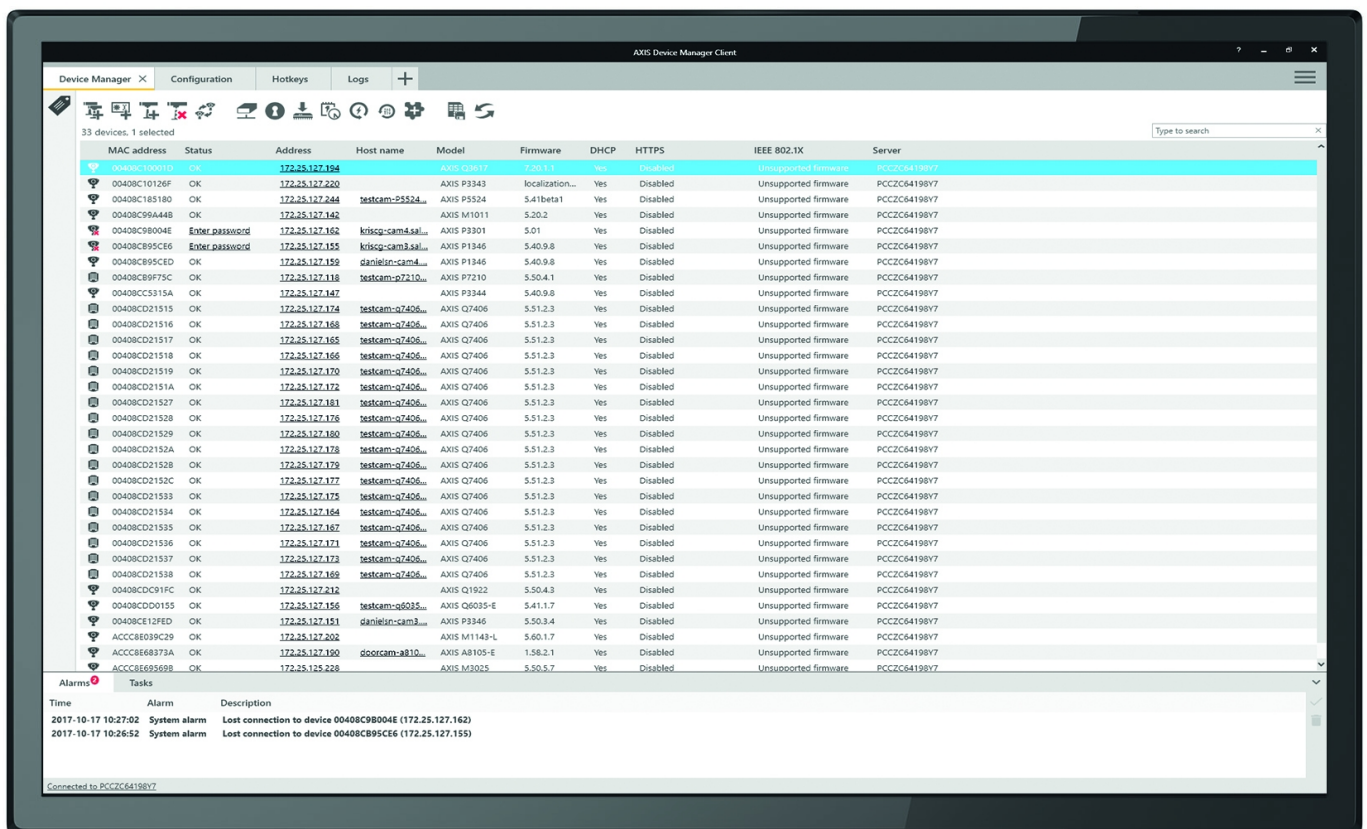 AXIS Device Manager Client
Device Manager Configuration Hotkeys Logs
33 devices, 1 selected
Type to search
MAC address Status Address Host name Model Firmware DHCP HTTPS IEEE 802.1X Server
00408C10001D OK 172.25.127.194 AXIS Q3617 7.20.1.1 Yes Disabled Unsupported firmware PCCZC64198Y7
00408C10126F OK 172.25.127.220 AXIS P3343 localization... Yes Disabled Unsupported firmware PCCZC64198Y7
00408C185180 OK 172.25.127.244 testcam-P5524... AXIS P5524 5.41beta1 Yes Disabled Unsupported firmware PCCZC64198Y7
00408C99A44B OK 172.25.127.142 AXIS M1011 5.20.2 Yes Disabled Unsupported firmware PCCZC64198Y7
00408C9B004E Enter password 172.25.127.162 kriscg-cam4.sal... AXIS P3301 5.01 Yes Disabled Unsupported firmware PCCZC64198Y7
00408CB95CE6 Enter password 172.25.127.155 kriscg-cam3.sal... AXIS P1346 5.40.9.8 Yes Disabled Unsupported firmware PCCZC64198Y7
00408CB95CED OK 172.25.127.159 danielsn-cam4.... AXIS P1346 5.40.9.8 Yes Disabled Unsupported firmware PCCZC64198Y7
00408CB9F75C OK 172.25.127.118 testcam-p7210... AXIS P7210 5.50.4.1 Yes Disabled Unsupported firmware PCCZC64198Y7
00408CC5315A OK 172.25.127.147 AXIS P3344 5.40.9.8 Yes Disabled Unsupported firmware PCCZC64198Y7
00408CD21515 OK 172.25.127.174 testcam-q7406... AXIS Q7406 5.51.2.3 Yes Disabled Unsupported firmware PCCZC64198Y7
00408CD21516 OK 172.25.127.168 testcam-q7406... AXIS Q7406 5.51.2.3 Yes Disabled Unsupported firmware PCCZC64198Y7
00408CD21517 OK 172.25.127.165 testcam-q7406... AXIS Q7406 5.51.2.3 Yes Disabled Unsupported firmware PCCZC64198Y7
00408CD21518 OK 172.25.127.166 testcam-q7406... AXIS Q7406 5.51.2.3 Yes Disabled Unsupported firmware PCCZC64198Y7
00408CD21519 OK 172.25.127.170 testcam-q7406... AXIS Q7406 5.51.2.3 Yes Disabled Unsupported firmware PCCZC64198Y7
00408CD2151A OK 172.25.127.172 testcam-q7406... AXIS Q7406 5.51.2.3 Yes Disabled Unsupported firmware PCCZC64198Y7
00408CD21527 OK 172.25.127.181 testcam-q7406... AXIS Q7406 5.51.2.3 Yes Disabled Unsupported firmware PCCZC64198Y7
00408CD21528 OK 172.25.127.176 testcam-q7406... AXIS Q7406 5.51.2.3 Yes Disabled Unsupported firmware PCCZC64198Y7
00408CD21529 OK 172.25.127.180 testcam-q7406... AXIS Q7406 5.51.2.3 Yes Disabled Unsupported firmware PCCZC64198Y7
00408CD2152A OK 172.25.127.178 testcam-q7406... AXIS Q7406 5.51.2.3 Yes Disabled Unsupported firmware PCCZC64198Y7
00408CD2152B OK 172.25.127.179 testcam-q7406... AXIS Q7406 5.51.2.3 Yes Disabled Unsupported firmware PCCZC64198Y7
00408CD2152C OK 172.25.127.177 testcam-q7406... AXIS Q7406 5.51.2.3 Yes Disabled Unsupported firmware PCCZC64198Y7
00408CD21533 OK 172.25.127.175 testcam-q7406... AXIS Q7406 5.51.2.3 Yes Disabled Unsupported firmware PCCZC64198Y7
00408CD21534 OK 172.25.127.164 testcam-q7406... AXIS Q7406 5.51.2.3 Yes Disabled Unsupported firmware PCCZC64198Y7
00408CD21535 OK 172.25.127.167 testcam-q7406... AXIS Q7406 5.51.2.3 Yes Disabled Unsupported firmware PCCZC64198Y7
00408CD21536 OK 172.25.127.171 testcam-q7406... AXIS Q7406 5.51.2.3 Yes Disabled Unsupported firmware PCCZC64198Y7
00408CD21537 OK 172.25.127.173 testcam-q7406... AXIS Q7406 5.51.2.3 Yes Disabled Unsupported firmware PCCZC64198Y7
00408CD21538 OK 172.25.127.169 testcam-q7406... AXIS Q7406 5.51.2.3 Yes Disabled Unsupported firmware PCCZC64198Y7
00408CDC91FC OK 172.25.127.212 AXIS Q1922 5.50.4.3 Yes Disabled Unsupported firmware PCCZC64198Y7
00408CDD0155 OK 172.25.127.156 testcam-q6035... AXIS Q6035-E 5.41.1.7 Yes Disabled Unsupported firmware PCCZC64198Y7
00408CE12FED OK 172.25.127.151 danielsn-cam3.... AXIS P3346 5.50.3.4 Yes Disabled Unsupported firmware PCCZC64198Y7
ACCC8E039C29 OK 172.25.127.202 AXIS M1143-L 5.60.1.7 Yes Disabled Unsupported firmware PCCZC64198Y7
ACCC8E68373A OK 172.25.127.190 doorcam-a810... AXIS A8105-E 1.58.2.1 Yes Disabled Unsupported firmware PCCZC64198Y7
ACCC8E69569B OK 172.25.125.228 AXIS M3025 5.50.5.7 Yes Disabled Unsupported firmware PCCZC64198Y7
Alarms 2 Tasks
Time Alarm Description
2017-10-17 10:27:02 System alarm Lost connection to device 00408C9B004E (172.25.127.162)
2017-10-17 10:26:52 System alarm Lost connection to device 00408CB95CE6 (172.25.127.155)
Connected to PCCZC64198Y7